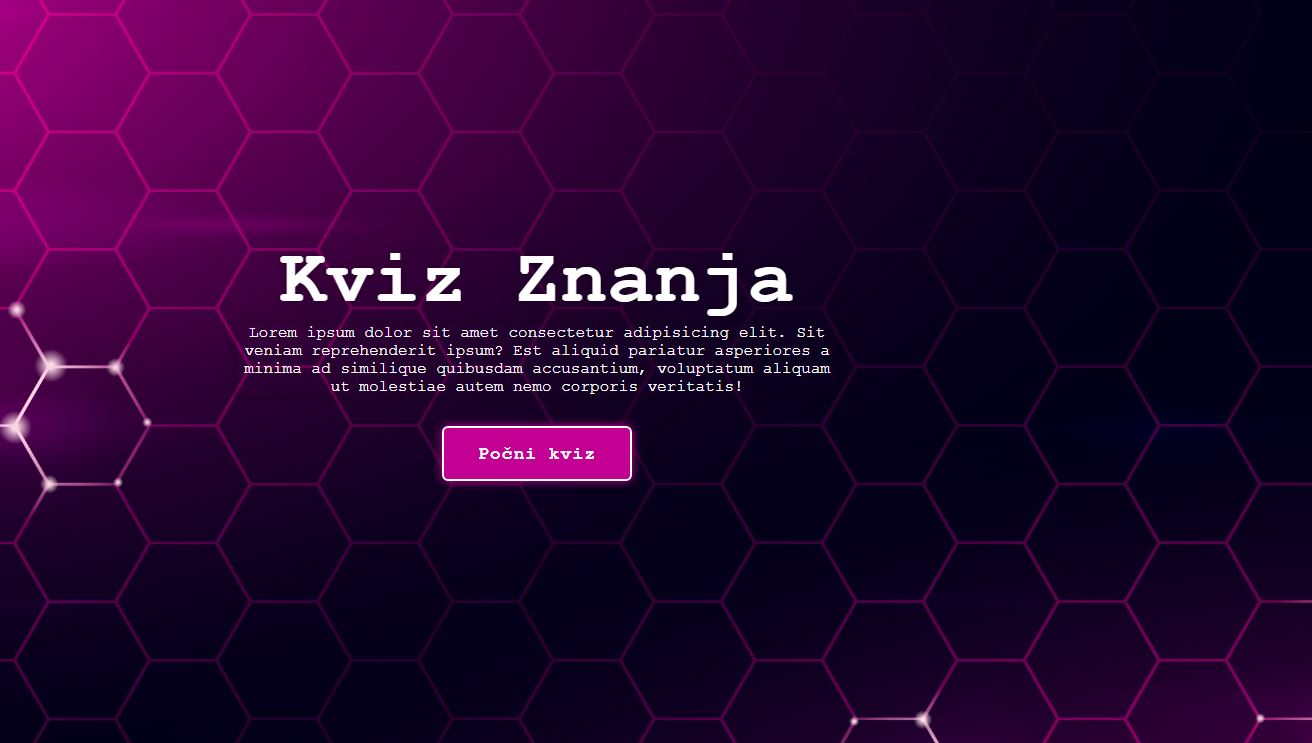 Kviz Znanja
Lorem ipsum dolor sit amet consectetur adipisicing elit. Sit
veniam reprehenderit ipsum? Est aliquid pariatur asperiores a
minima ad similique quibusdam accusantium, voluptatum aliquam
ut molestiae autem nemo corporis veritatis!
Počni kviz